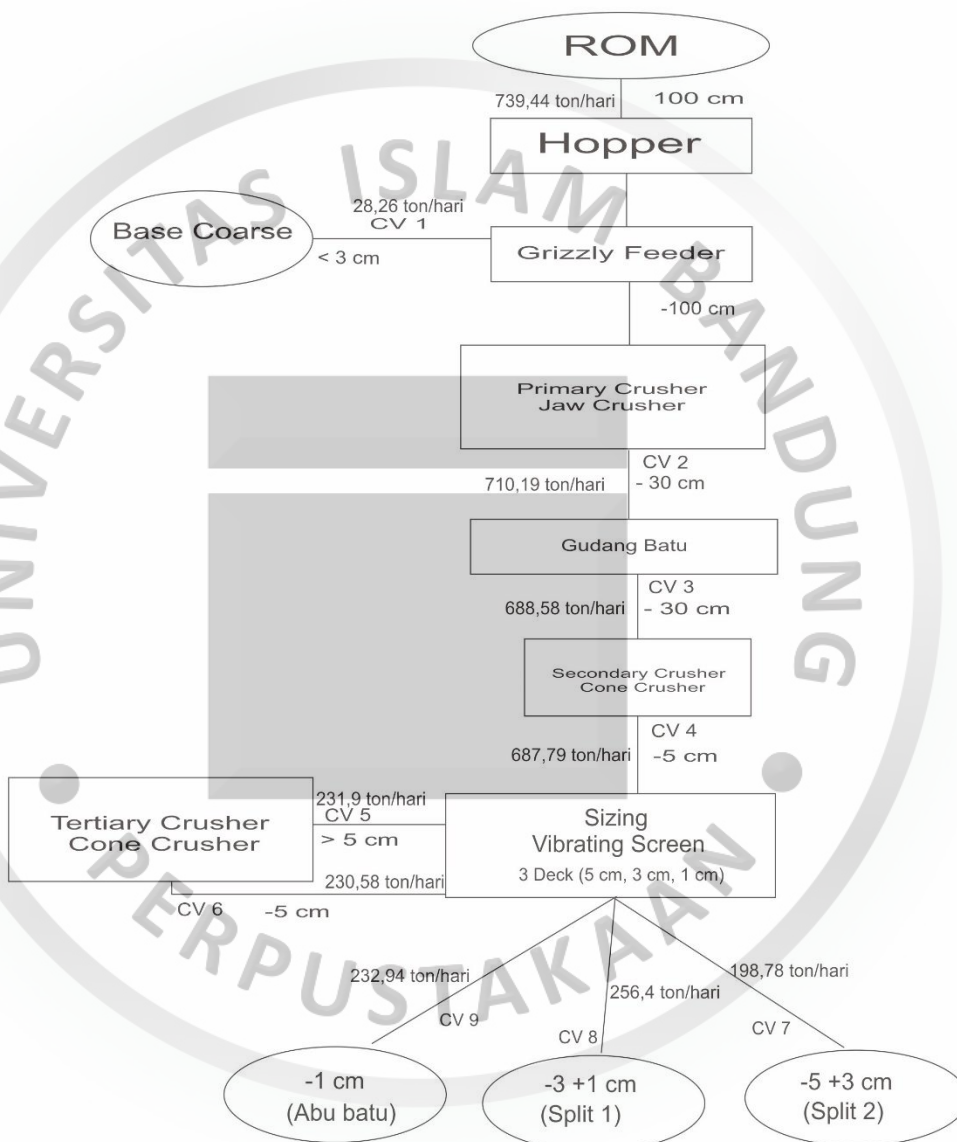 ROM
739,44 ton/hari 100 cm
Hopper
28,26 ton/hari
CV 1
Base Coarse
< 3 cm
Grizzly Feeder
-100 cm
Primary Crusher
Jaw Crusher
CV 2
710,19 ton/hari - 30 cm
Gudang Batu
CV 3
688,58 ton/hari - 30 cm
Secondary Crusher
Cone Crusher
CV 4
687,79 ton/hari -5 cm
231,9 ton/hari
CV 5
> 5 cm
Tertiary Crusher
Cone Crusher
Sizing
Vibrating Screen
3 Deck (5 cm, 3 cm, 1 cm)
230,58 ton/hari
CV 6 -5 cm
232,94 ton/hari
CV 9
256,4 ton/hari
CV 8
198,78 ton/hari
CV 7
-1 cm
(Abu batu)
-3 +1 cm
(Split 1)
-5 +3 cm
(Split 2)
UNIVERSITAS ISLAM BANDUNG
PERPUSTAKAAN